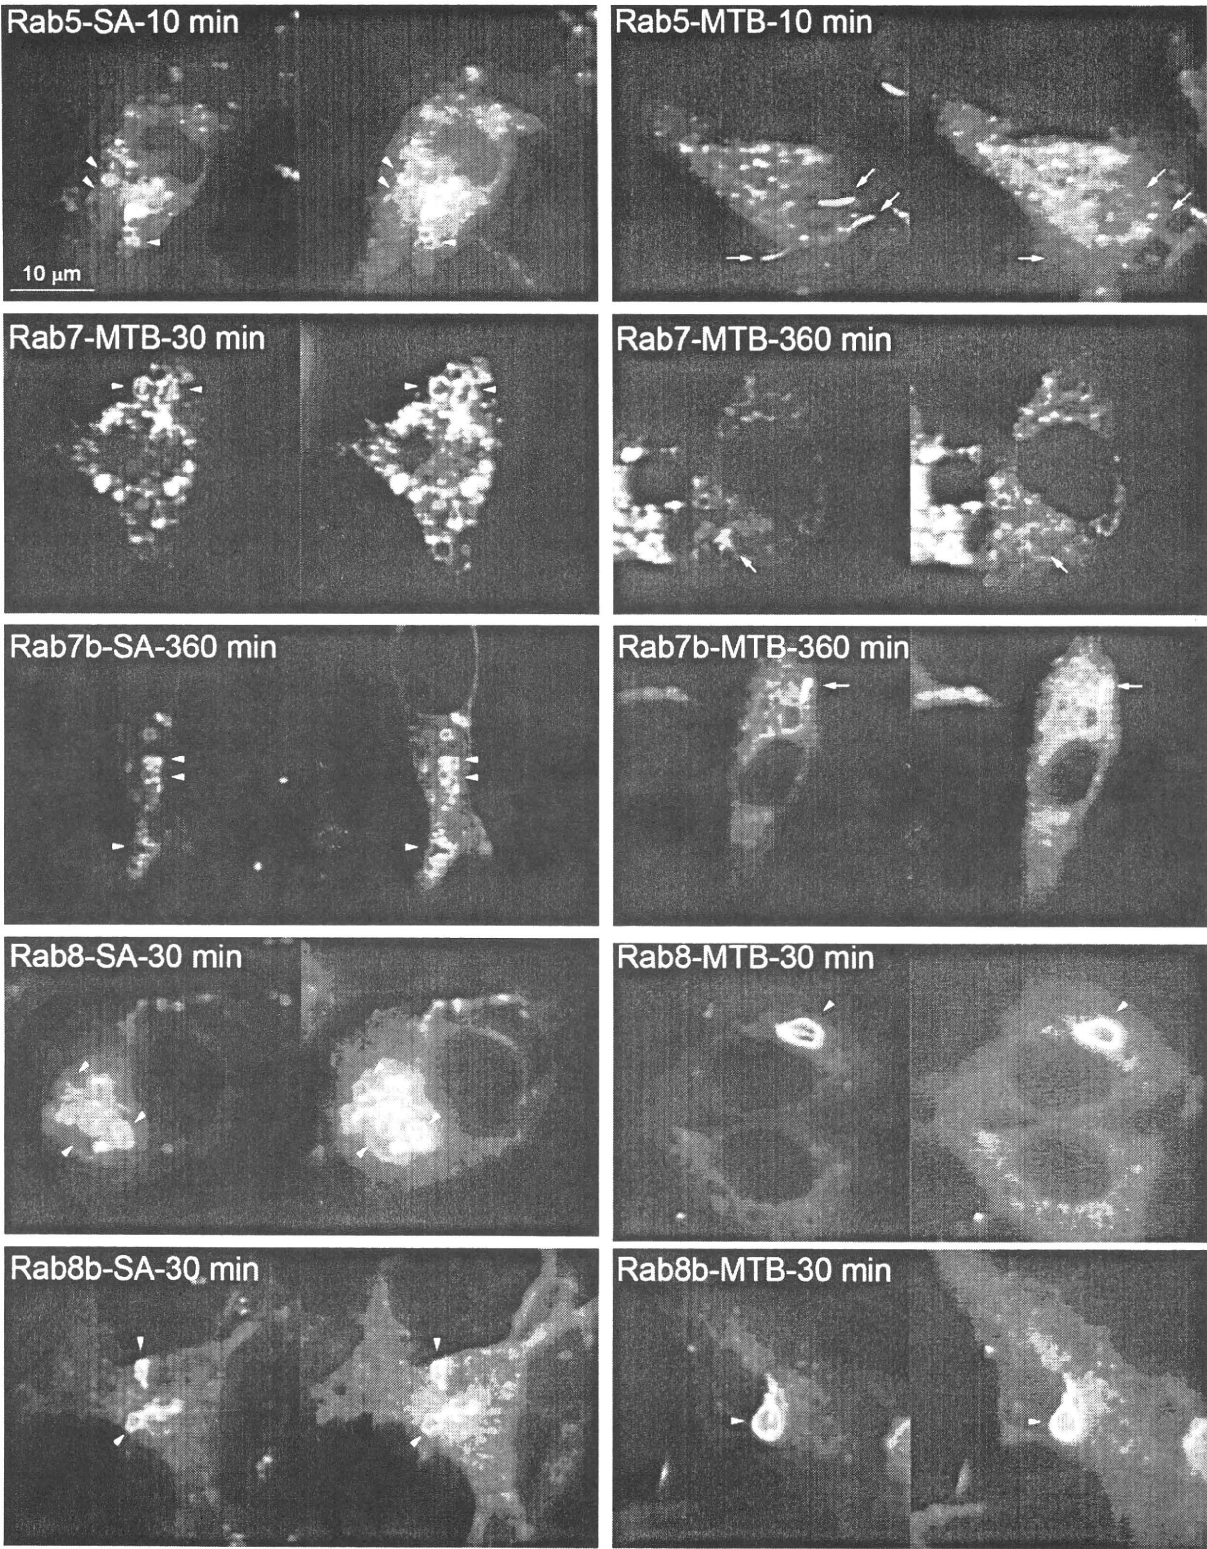 Rab5-SA-10 min
Rab5-MTB-10 min
10 μm
Rab7-MTB-30 min
Rab7-MTB-360 min
Rab7b-SA-360 min
Rab7b-MTB-360 min
Rab8-SA-30 min
Rab8-MTB-30 min
Rab8b-SA-30 min
Rab8b-MTB-30 min